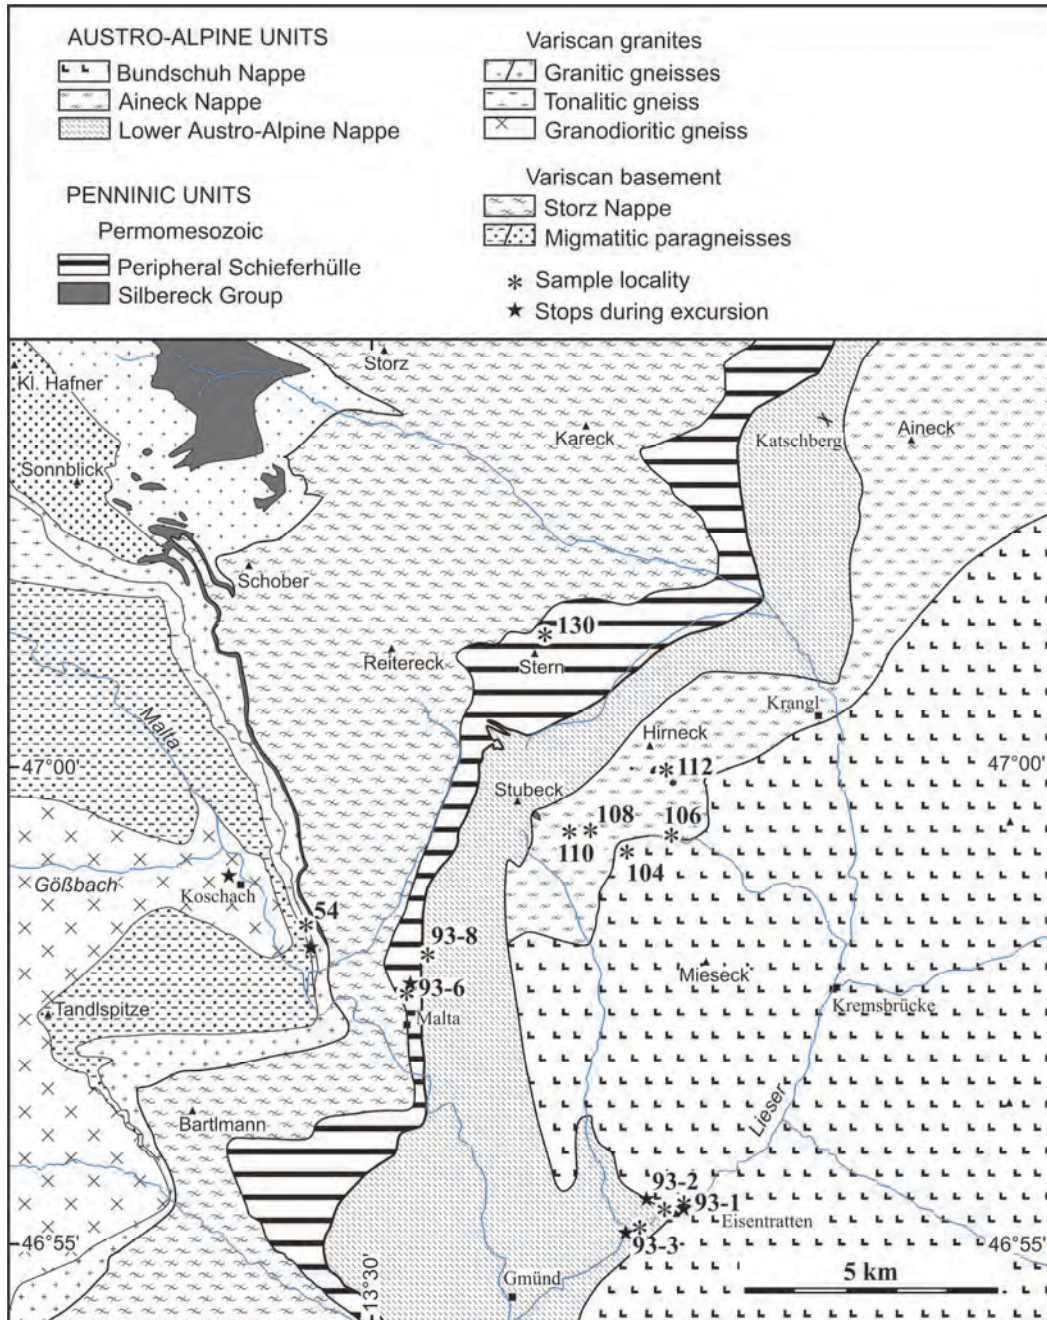 AUSTRO-ALPINE UNITS
Bundschuh Nappe
Aineck Nappe
Lower Austro-Alpine Nappe
PENNINIC UNITS
Permomesozoic
Peripheral Schieferhülle
Silbereck Group
Variscan granites
Granitic gneisses
Tonalitic gneiss
Granodioritic gneiss
Variscan basement
Storz Nappe
Migmatitic paragneisses
Sample locality
Stops during excursion
Storz
Kl. Hafner
Kareck
Katschberg
Aineck
Sonnblick
Schober
130
Reitereck
Stern
Krangl
Malta
Hirneck
47°00'
112
47°00'
Stubeck
108
106
110
104
Gößbach
Koschach
54
93-8
Mieseck
93-6
Kremsbrücke
Tandlspitze
Malta
Bartlmann
Lieser
93-2
93-1
Eisentratten
93-3
46°55'
46°55'
13°30'
Gmünd
5 km